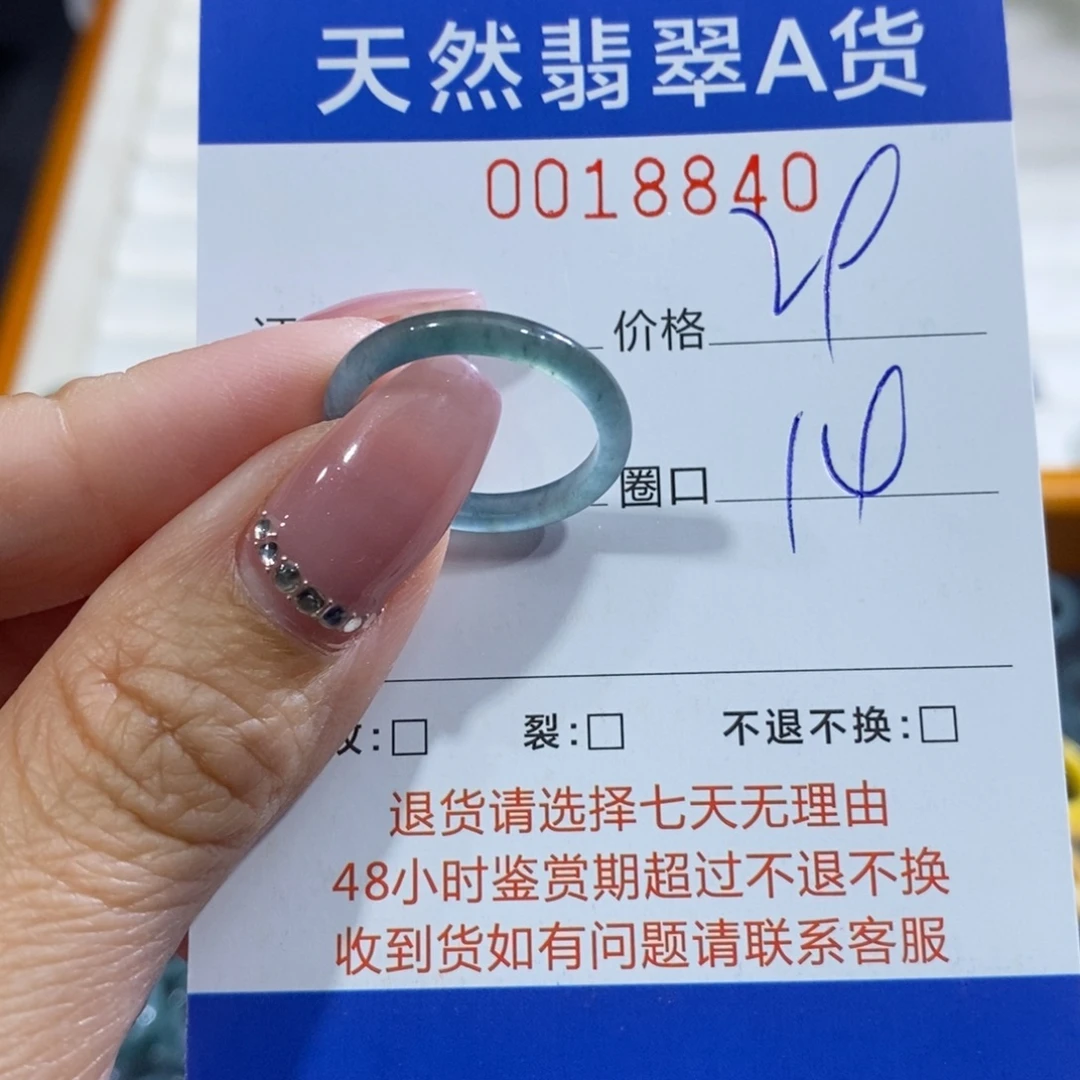 天然翡翠A货
0018840
价格
圈口 14
裂:□ 不退不换:□
退货请选择七天无理由
48小时鉴赏期超过不退不换
收到货如有问题请联系客服